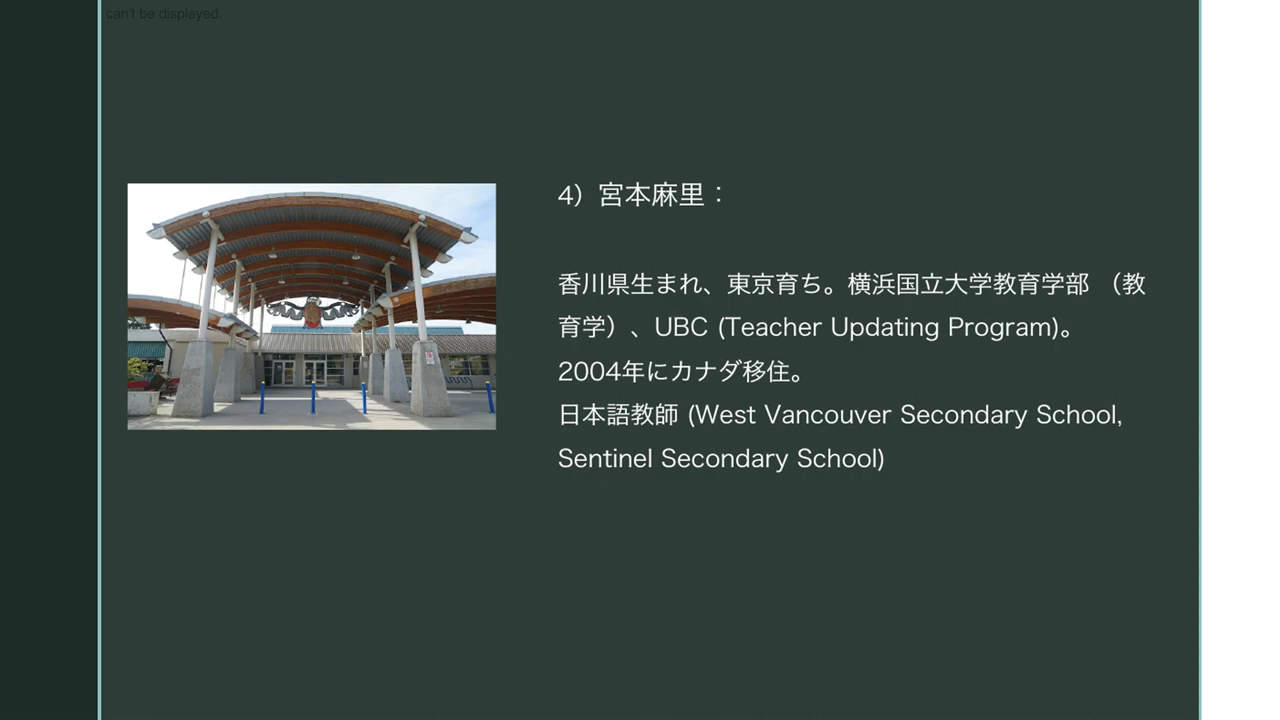 can't be displayed.
4）宮本麻里：
香川県生まれ、東京育ち。横浜国立大学教育学部 （教
育学）、UBC (Teacher Updating Program)。
2004年にカナダ移住。
日本語教師 (West Vancouver Secondary School,
Sentinel Secondary School)